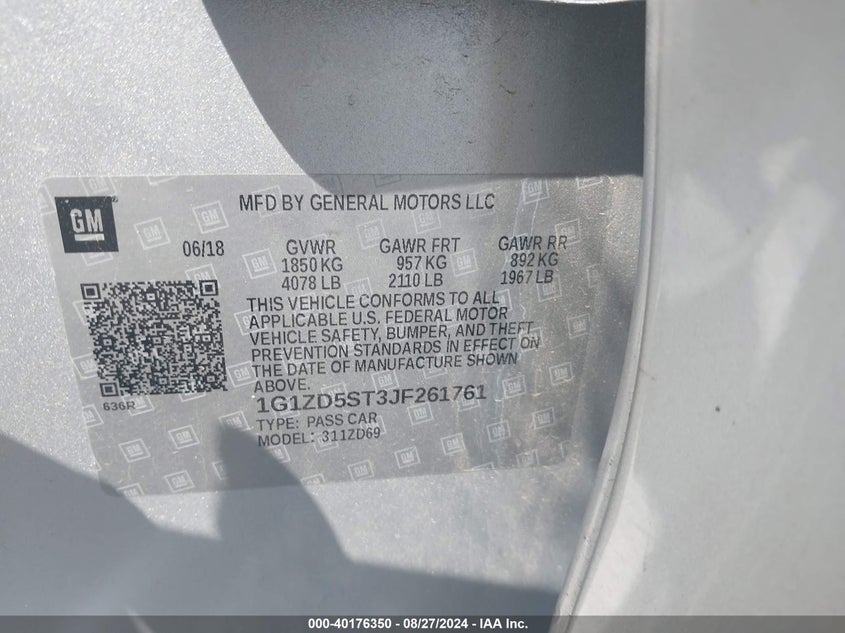 GM
MFD BY GENERAL MOTORS LLC
06/18 GVWR GAWR FRT GAWR RR
1850 KG 957 KG 892 KG
4078 LB 2110 LB 1967 LB
THIS VEHICLE CONFORMS TO ALL
APPLICABLE U.S. FEDERAL MOTOR
VEHICLE SAFETY, BUMPER, AND THEFT
PREVENTION STANDARDS IN EFFECT ON
THE DATE OF MANUFACTURE SHOWN
ABOVE.
636R
1G1ZD5ST3JF261761
TYPE: PASS CAR
MODEL: 311ZD69
000-40176350 - 08/27/2024 - IAA Inc.